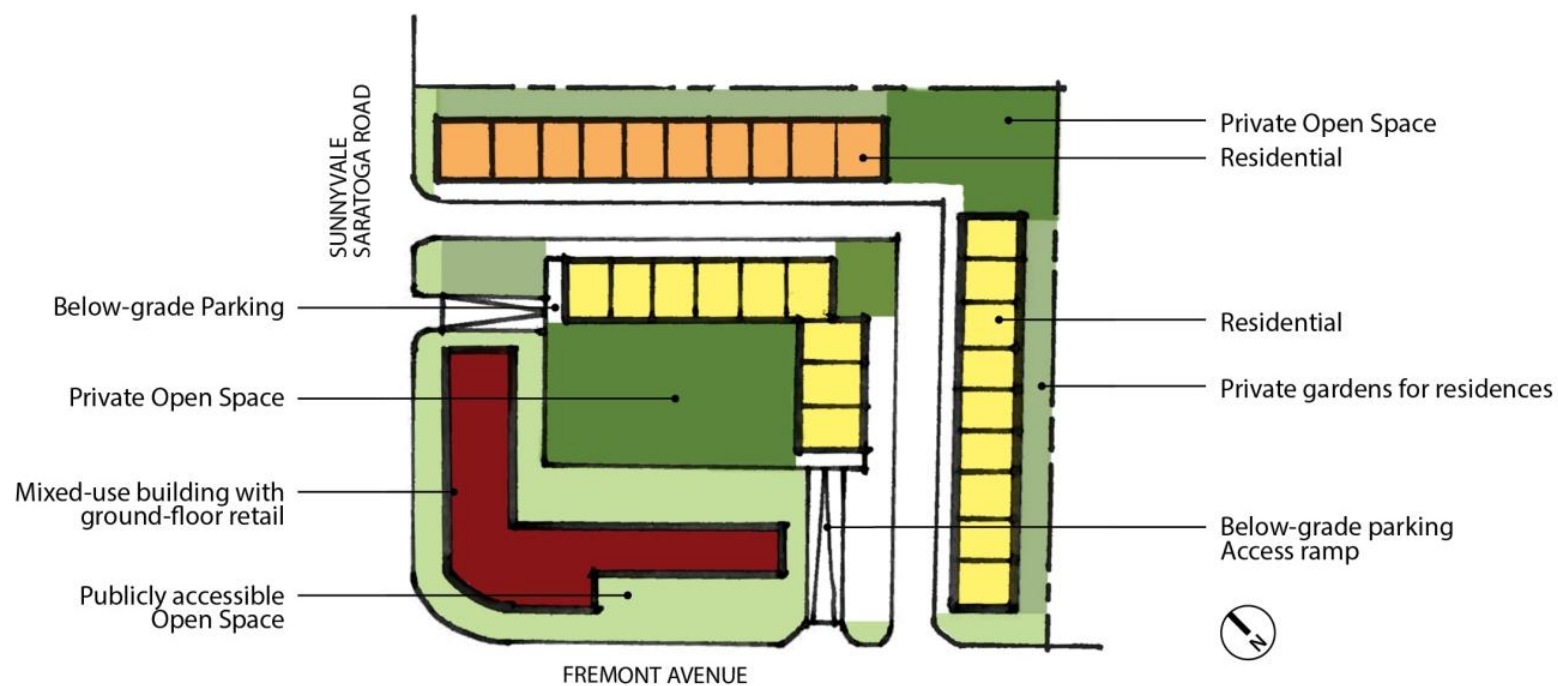 SUNNYVALE
SARATOGA ROAD
Below-grade Parking
Private Open Space
Mixed-use building with
ground-floor retail
Publicly accessible
Open Space
Private Open Space
Residential
Residential
Private gardens for residences
Below-grade parking
Access ramp
N
FREMONT AVENUE